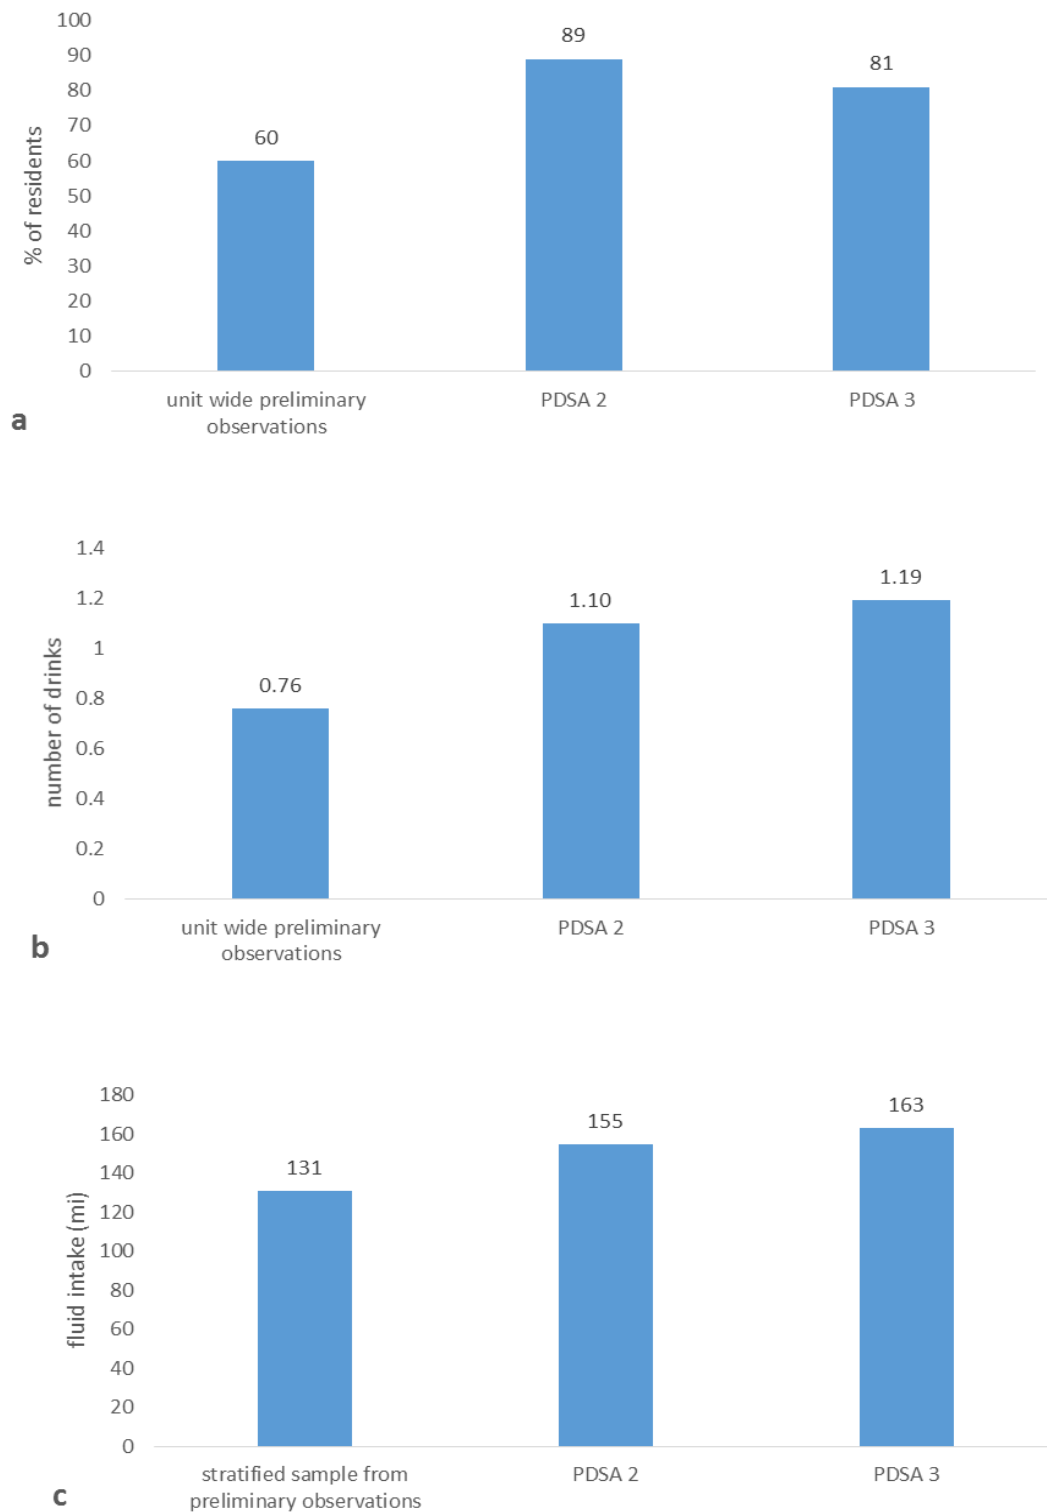 100
90
80
70
60
50
40
30
20
10
0
% of residents
60
89
81
unit wide preliminary
observations
PDSA 2
PDSA 3
a
1.4
1.2
1
0.8
0.6
0.4
0.2
0
number of drinks
0.76
1.10
1.19
unit wide preliminary
observations
PDSA 2
PDSA 3
b
180
160
140
120
100
80
60
40
20
0
fluid intake (mi)
131
155
163
stratified sample from
preliminary observations
PDSA 2
PDSA 3
c